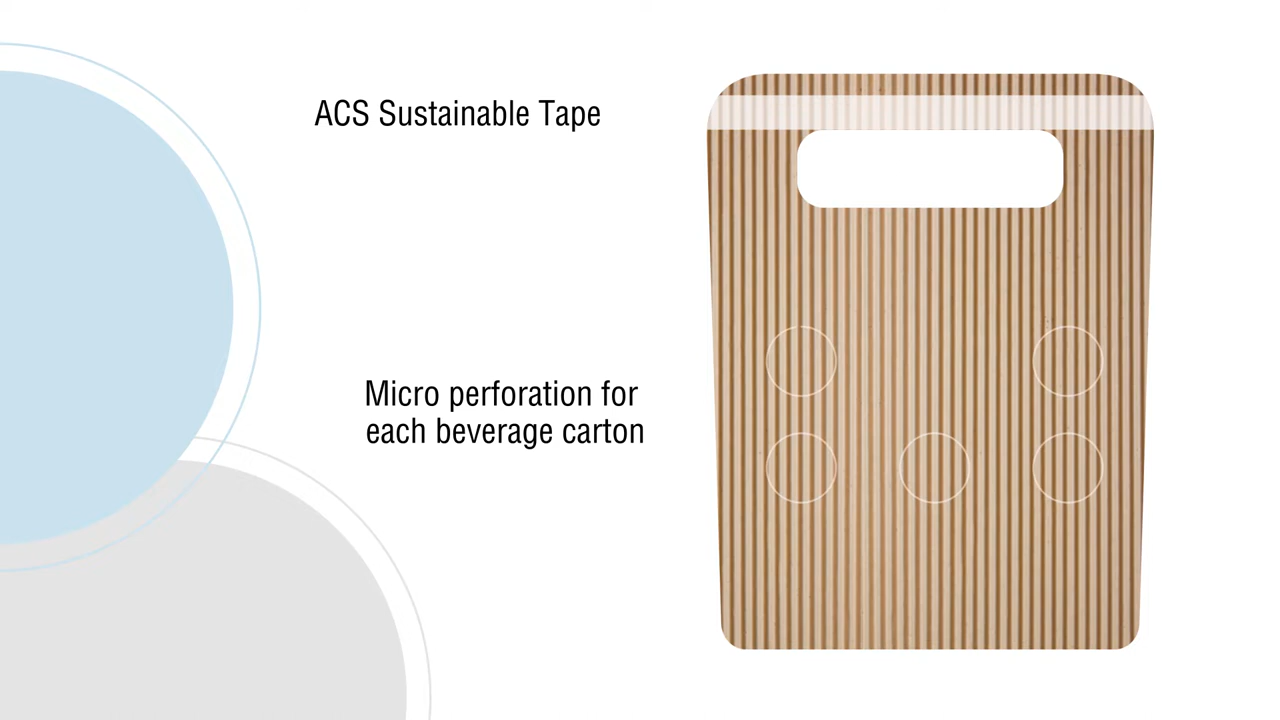 ACS Sustainable Tape
Micro perforation for
each beverage carton